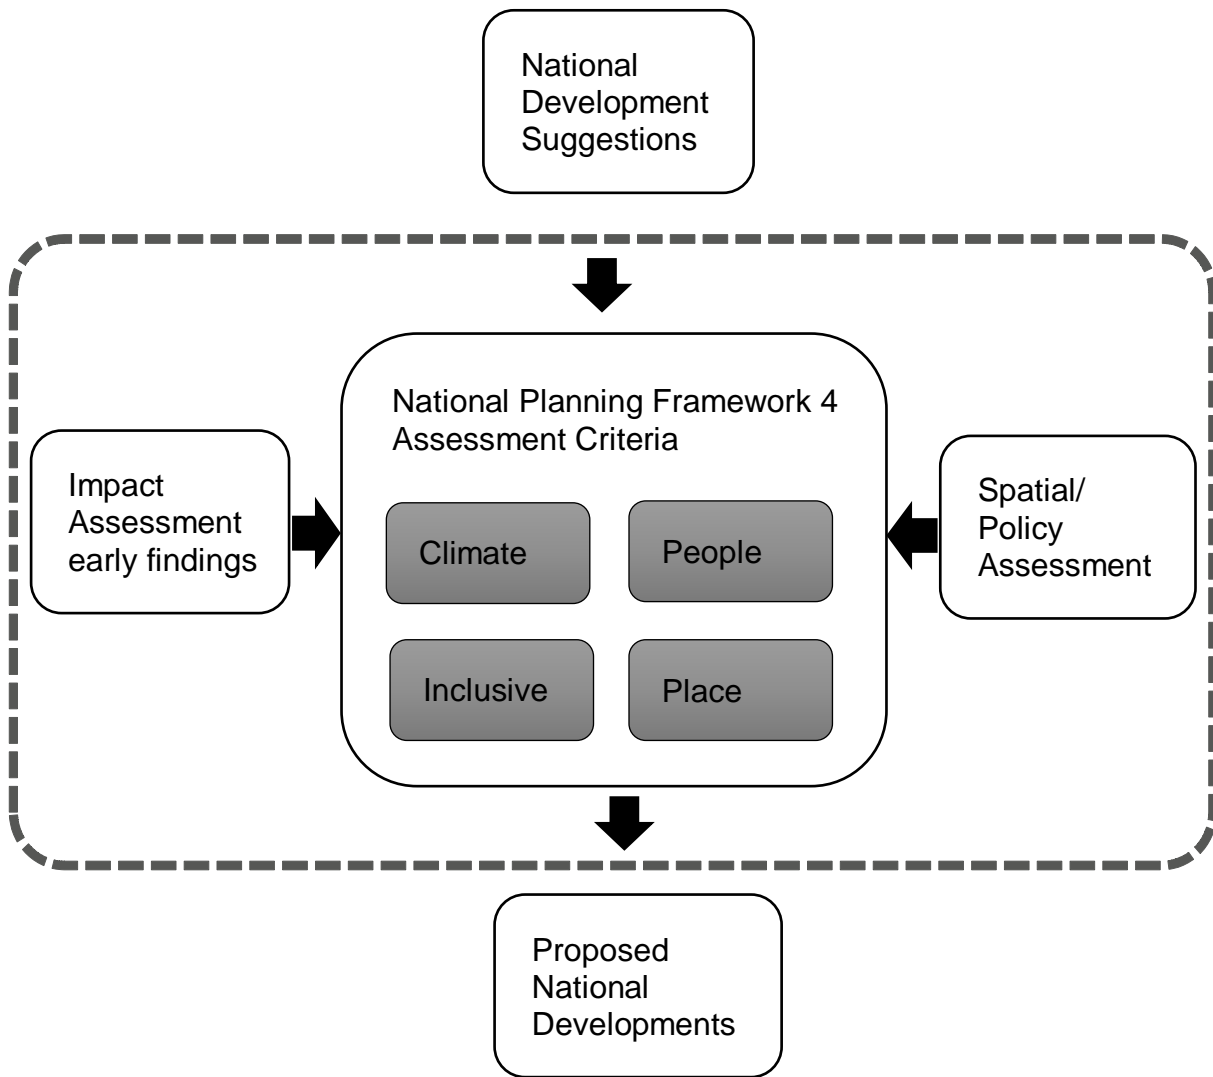 National
Development
Suggestions
National Planning Framework 4
Assessment Criteria
Impact
Assessment
early findings
Climate
People
Inclusive
Place
Spatial/
Policy
Assessment
Proposed
National
Developments